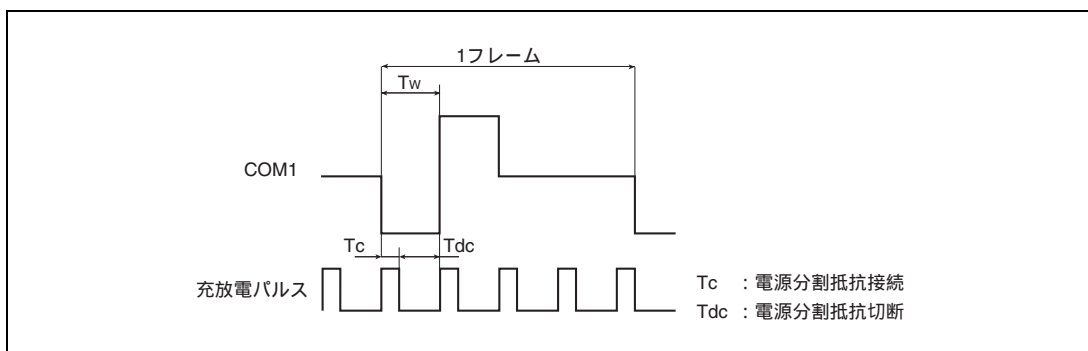 1フレーム
Tw
COM1
Tc
Tdc
充放電パルス
Tc : 電源分割抵抗接続
Tdc : 電源分割抵抗切断